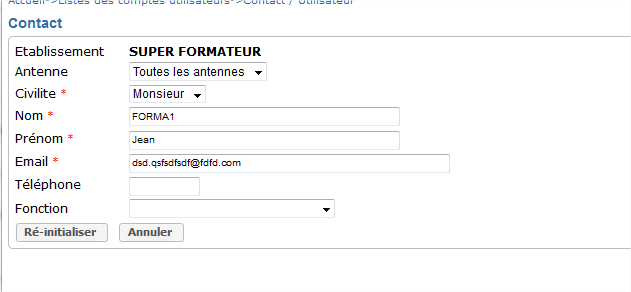 Accueil->Listes des comptes utilisateurs->Contact / Utilisateur
Contact
Etablissement SUPER FORMATEUR
Antenne Toutes les antennes
Civilite * Monsieur
Nom * FORMA1
Prénom * Jean
Email * dsd.qsfsdfsdf@fdfd.com
Téléphone
Fonction
Ré-initialiser Annuler